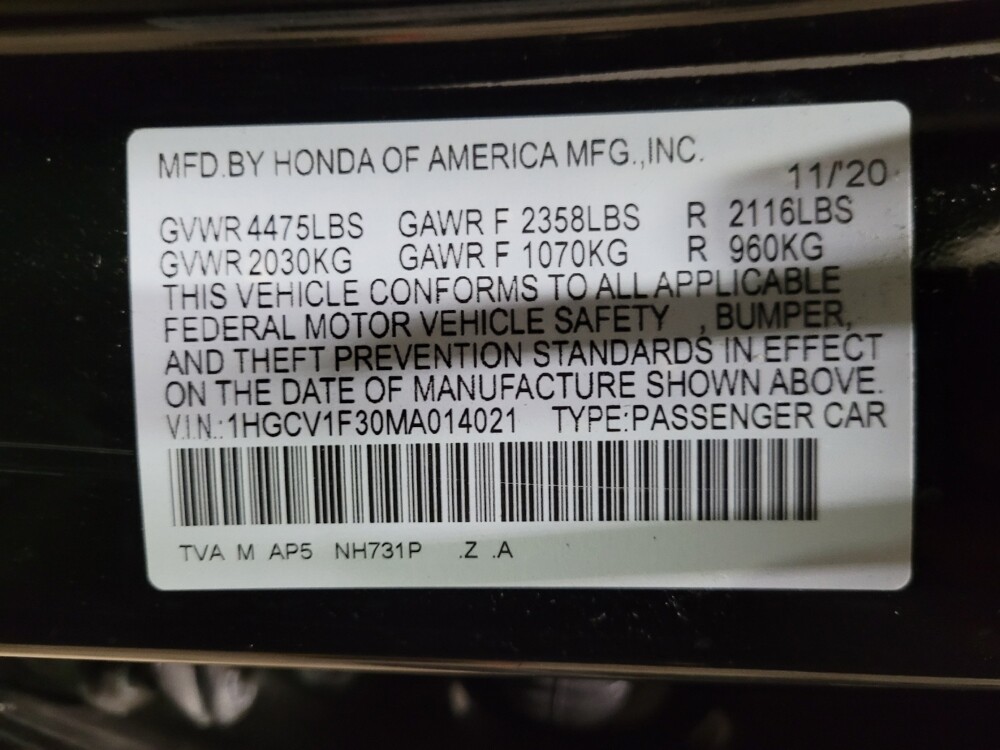 MFD.BY HONDA OF AMERICA MFG.,INC.
11/'20
GVWR 4475LBS GAWR F 2358LBS R 2116LBS
GVWR 2030KG GAWR F 1070KG R 960KG
THIS VEHICLE CONFORMS TO ALL APPLICABLE
FEDERAL MOTOR VEHICLE SAFETY , BUMPER,
AND THEFT PREVENTION STANDARDS IN EFFECT
ON THE DATE OF MANUFACTURE SHOWN ABOVE.
V.I.N.:1HGCV1F30MA014021 TYPE:PASSENGER CAR
TVA M AP5 NH731P .Z .A